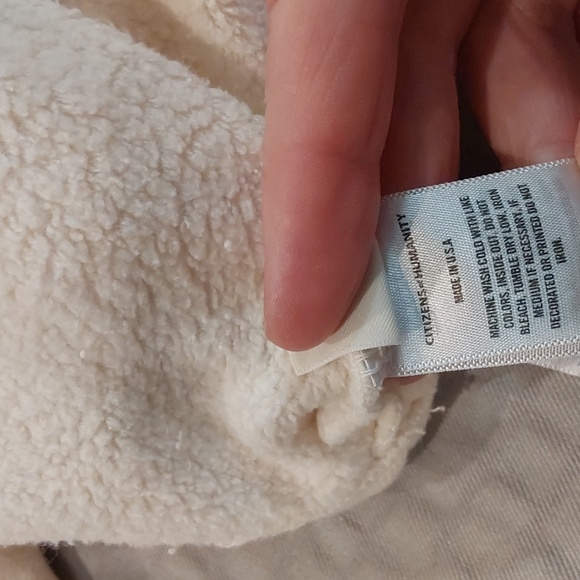 CITIZENS of HUMANITY
MADE IN U.S.A
MACHINE WASH COLD WITH LIKE
COLORS, INSIDE OUT. DO NOT
BLEACH, TUMBLE DRY LOW, IRON
MEDIUM IF NECESSARY. IF
DECORATED OR PRINTED DO NOT
IRON.